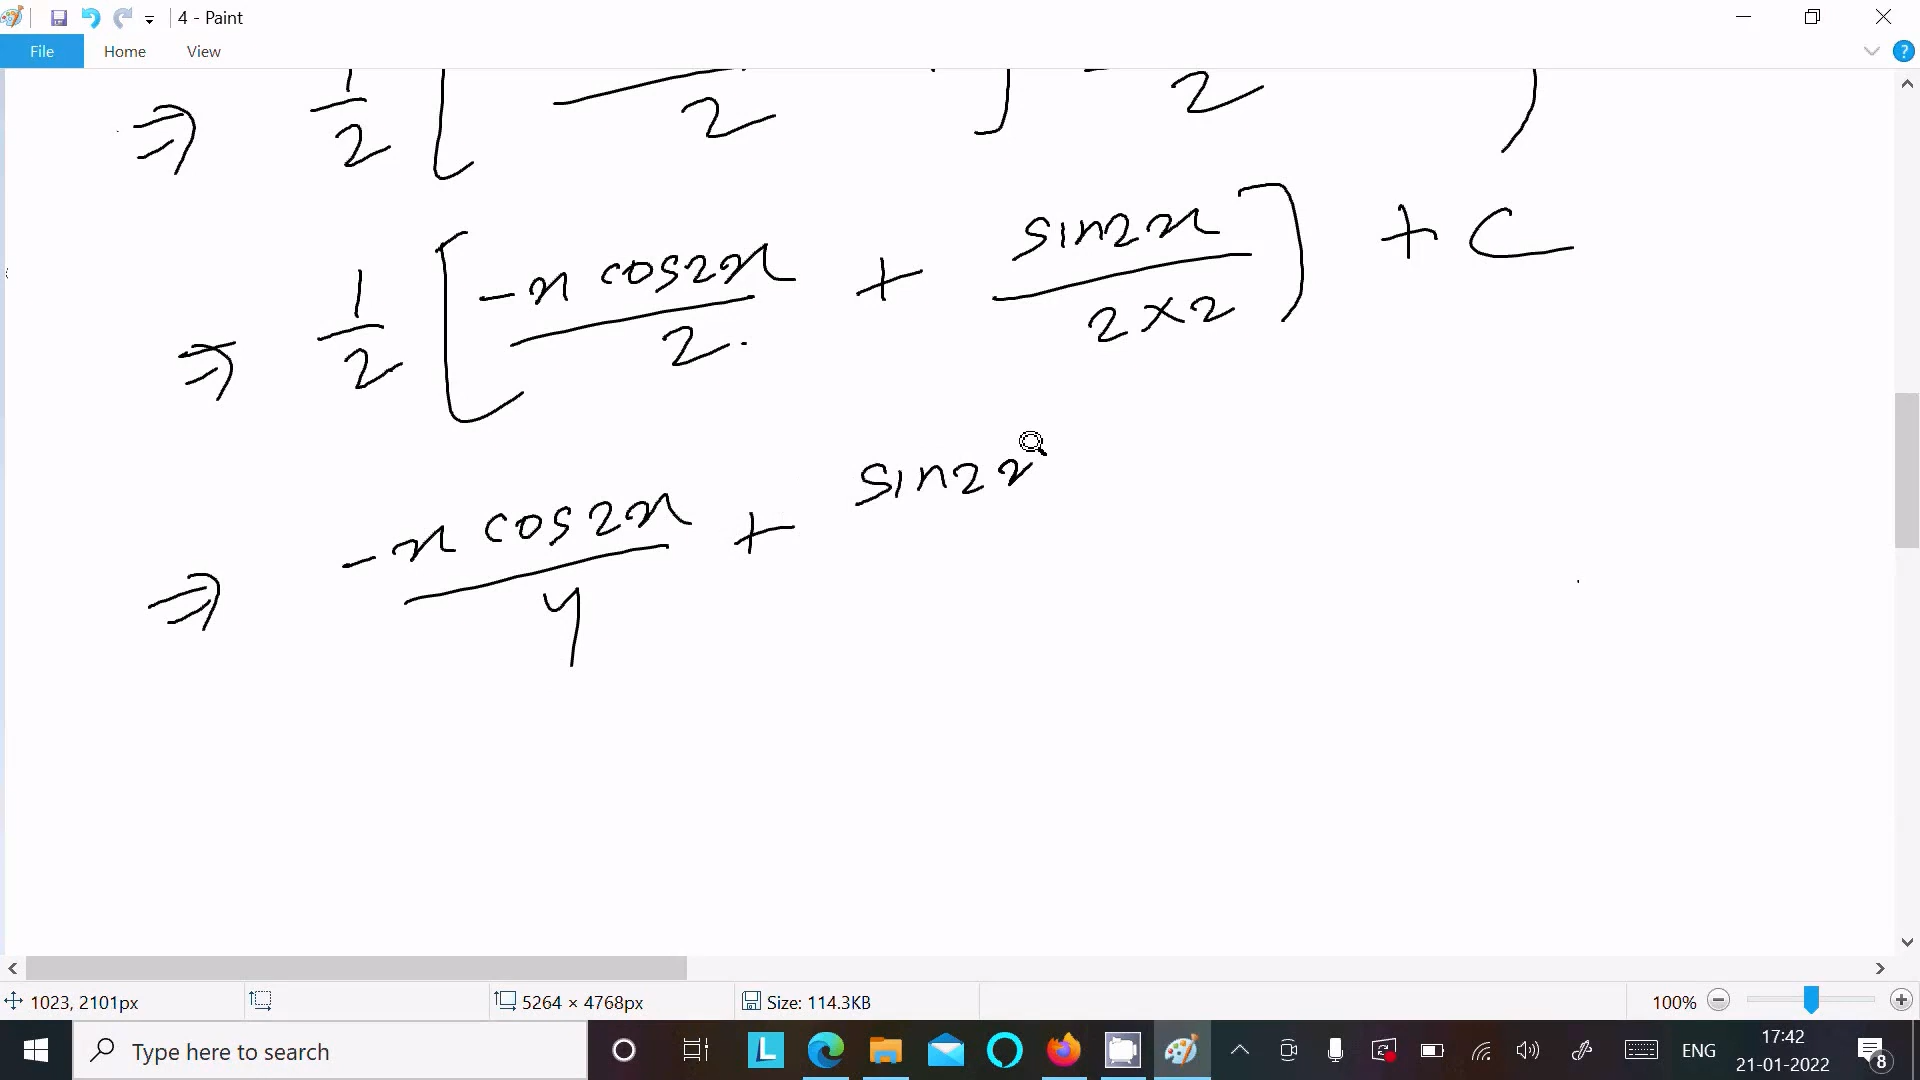 4 - Paint
File Home View
⇒ 1/2 [ 2 ] 2 )
⇒ 1/2 [ -x cos2x / 2 + sin2x / 2×2 ] + C
⇒ -x cos2x / 4 + sin2x
1023, 2101px 5264 × 4768px Size: 114.3KB 100%
Type here to search ENG 17:42
21-01-2022 8